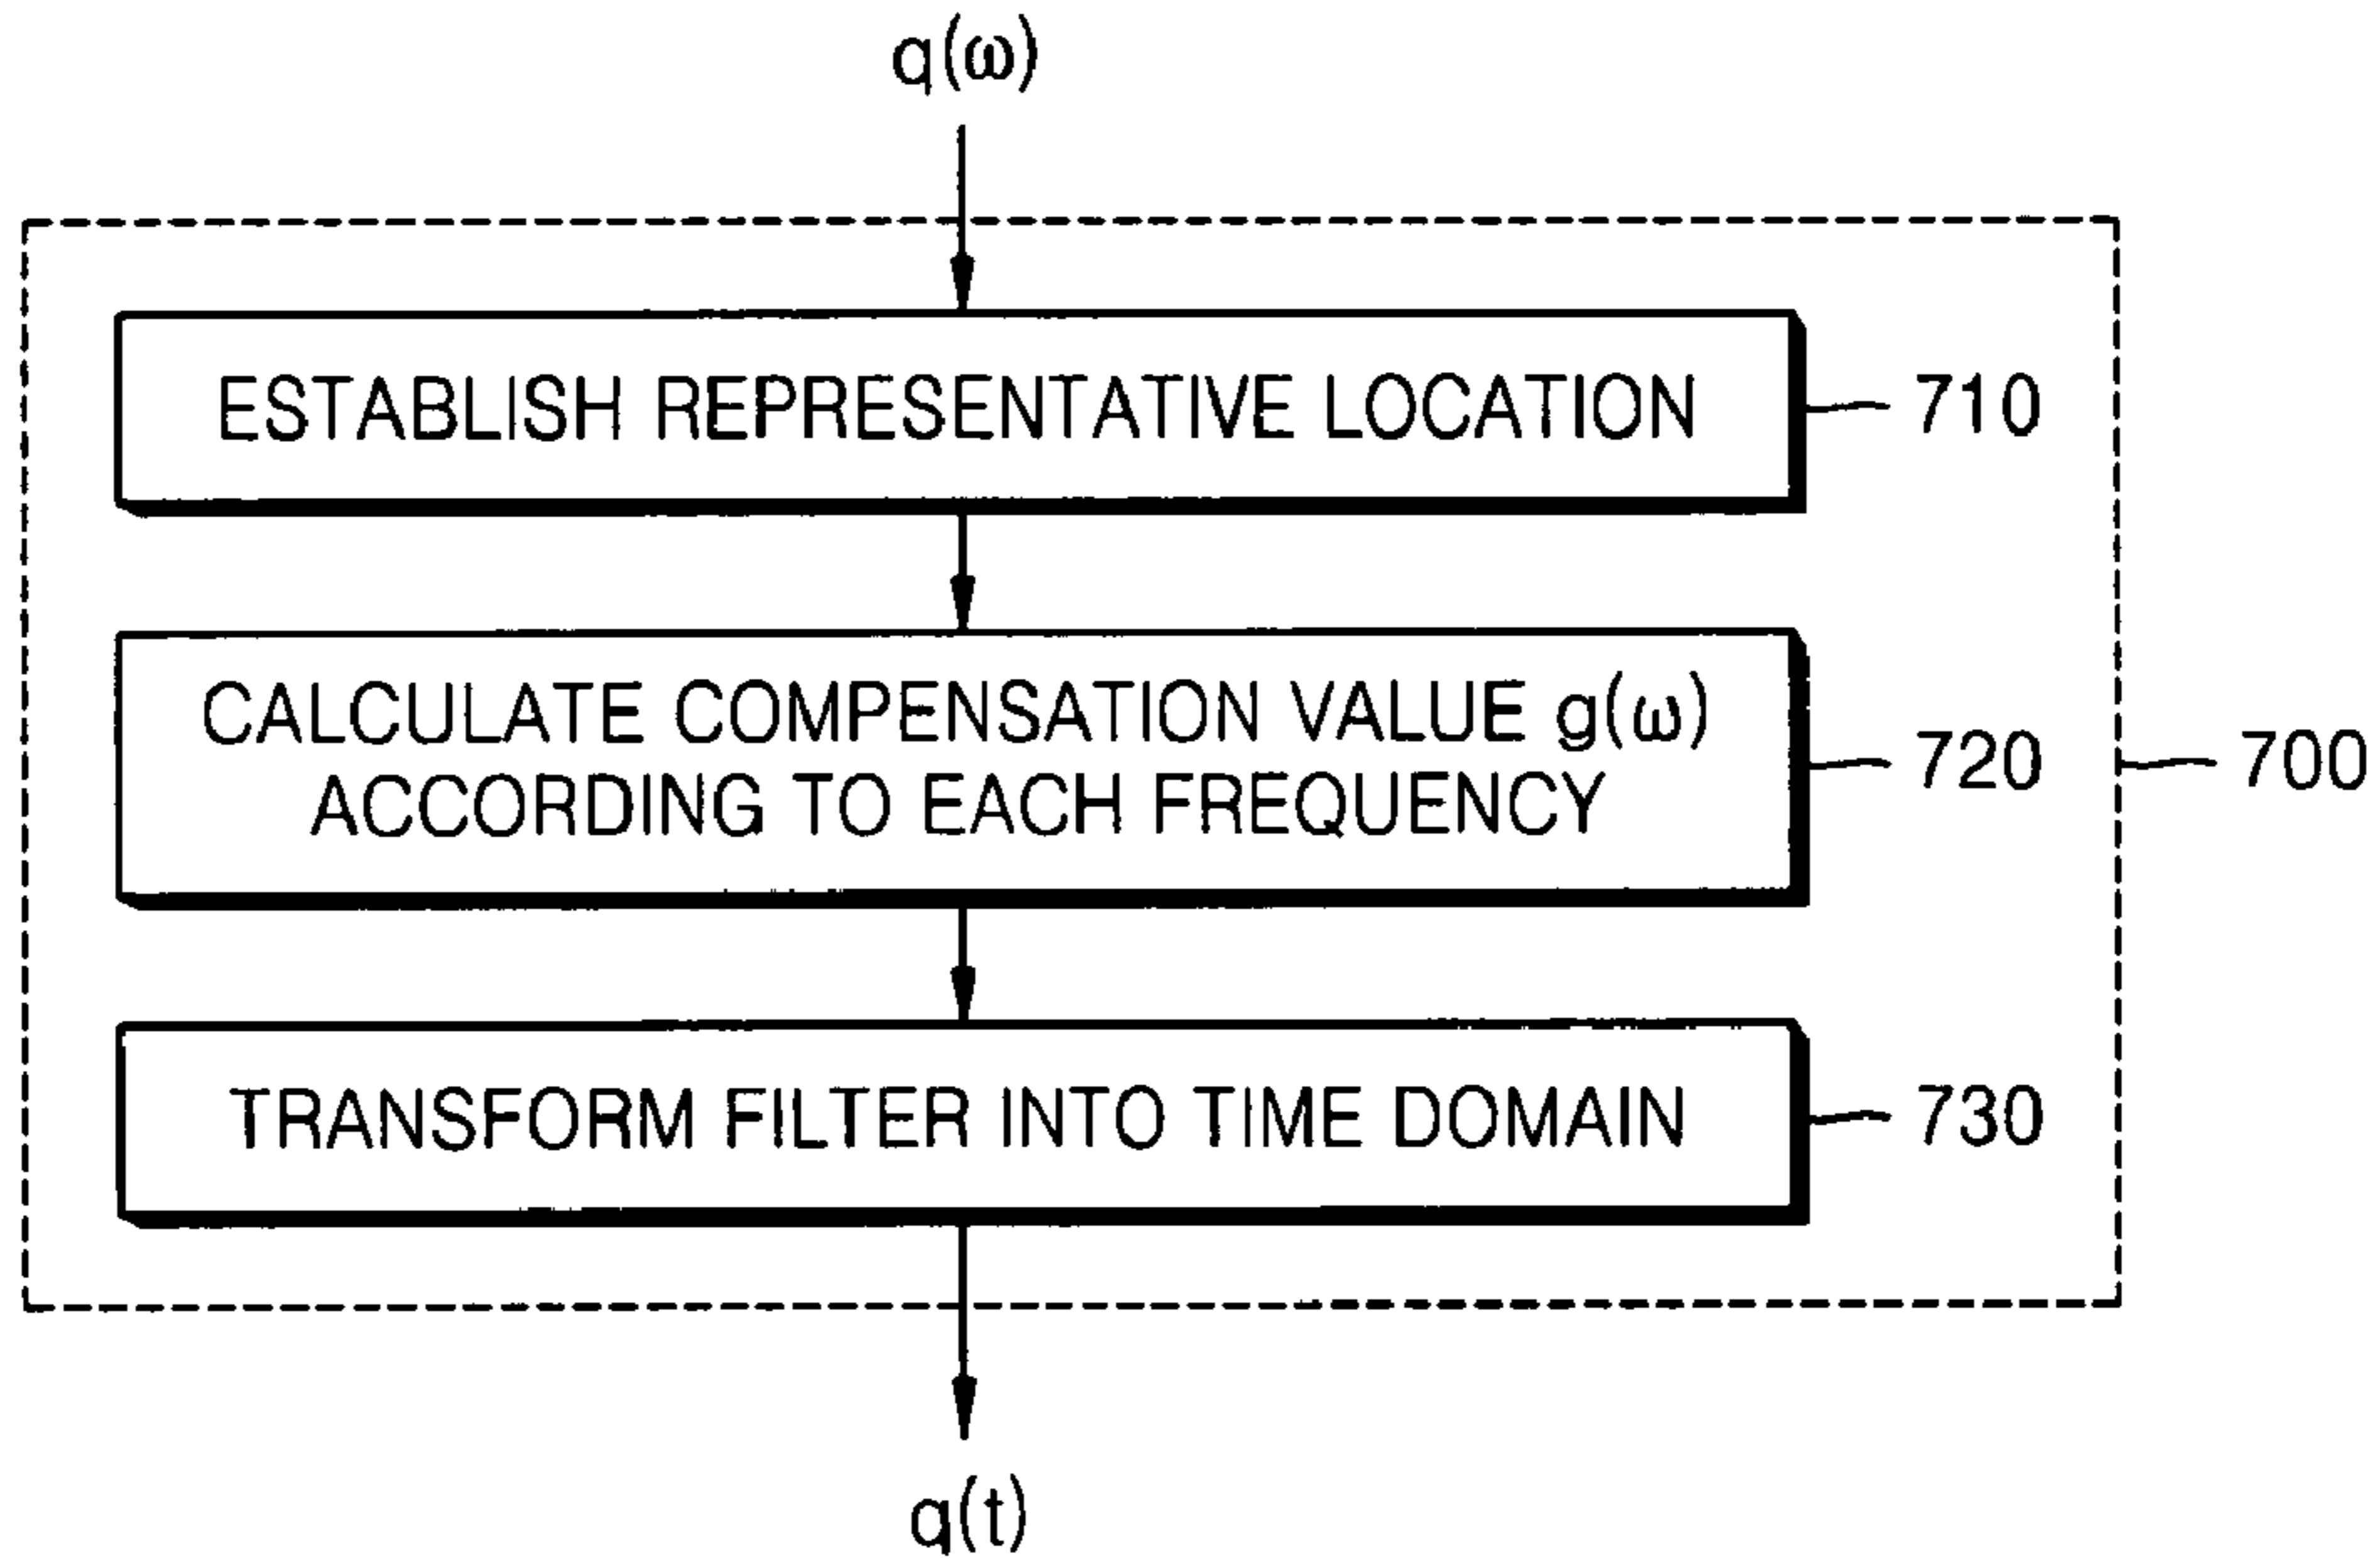 q(ω)
ESTABLISH REPRESENTATIVE LOCATION
710
CALCULATE COMPENSATION VALUE g(ω)
ACCORDING TO EACH FREQUENCY
720
700
TRANSFORM FILTER INTO TIME DOMAIN
730
q(t)